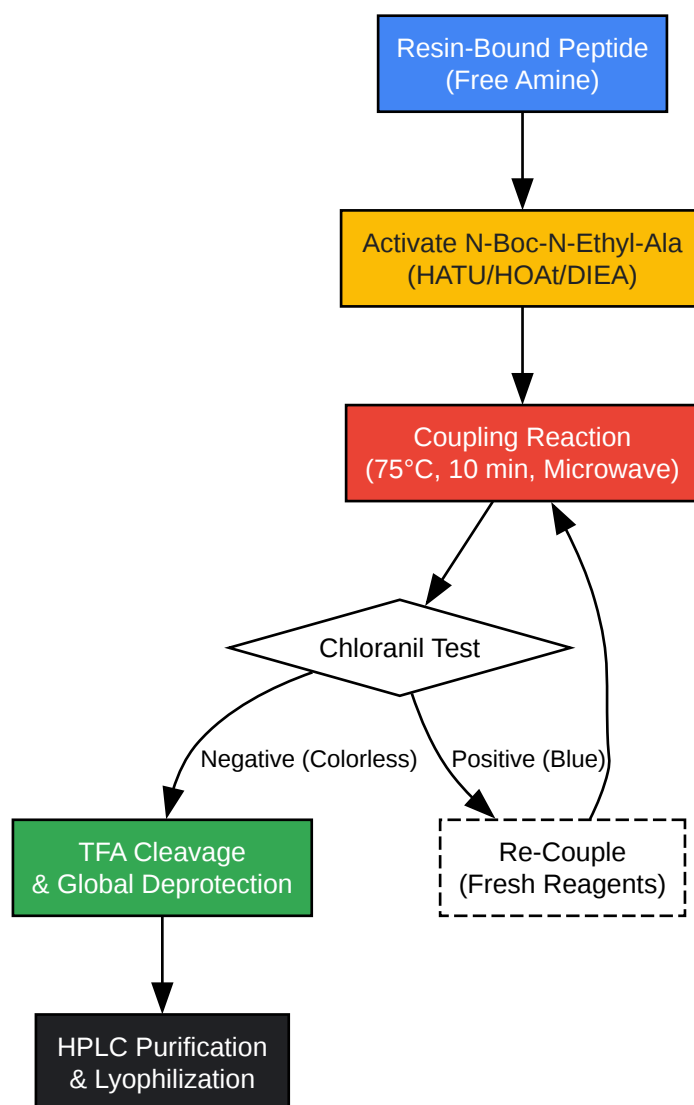 Resin-Bound Peptide
(Free Amine)
Activate N-Boc-N-Ethyl-Ala
(HATU/HOAt/DIEA)
Coupling Reaction
(75°C, 10 min, Microwave)
Chloranil Test
Negative (Colorless)
Positive (Blue)
TFA Cleavage
& Global Deprotection
Re-Couple
(Fresh Reagents)
HPLC Purification
& Lyophilization